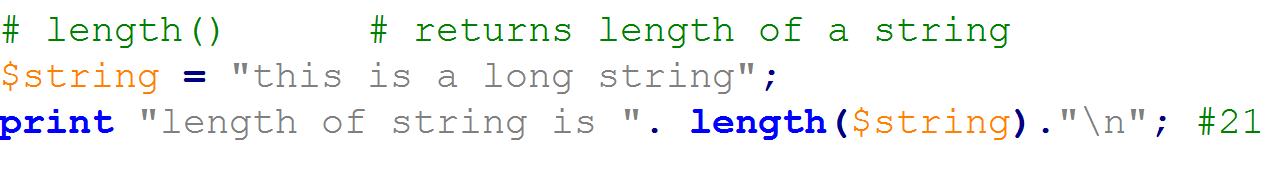 # length()      # returns length of a string
$string = "this is a long string";
print "length of string is ". length($string)."\n"; #21